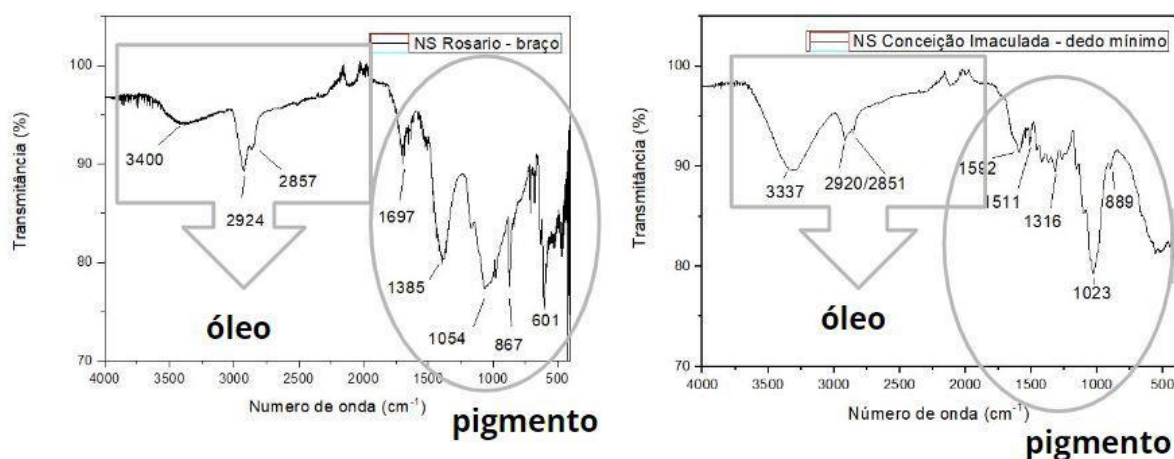 NS Rosario - braço
Transmitância (%)
100
90
80
70
3400
2924
2857
1697
1385
1054
867
601
óleo
4000 3500 3000 2500 2000 1500 1000 500
Numero de onda (cm⁻¹)
pigmento
NS Conceição Imaculada - dedo mínimo
Transmitância (%)
100
90
80
70
3337
2920/2851
1592
1511
1316
889
1023
óleo
4000 3500 3000 2500 2000 1500 1000 500
Número de onda (cm⁻¹)
pigmento